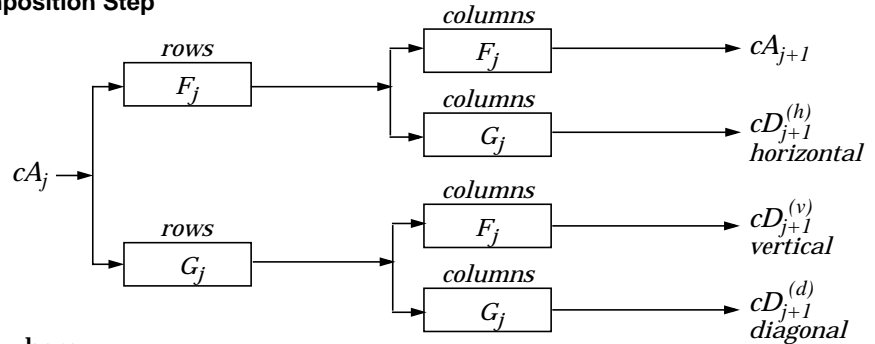 position Step
columns
rows
F_j
F_j
cA_{j+1}
columns
G_j
cD_{j+1}^{(h)}
horizontal
cA_j
columns
rows
F_j
cD_{j+1}^{(v)}
vertical
G_j
columns
G_j
cD_{j+1}^{(d)}
diagonal